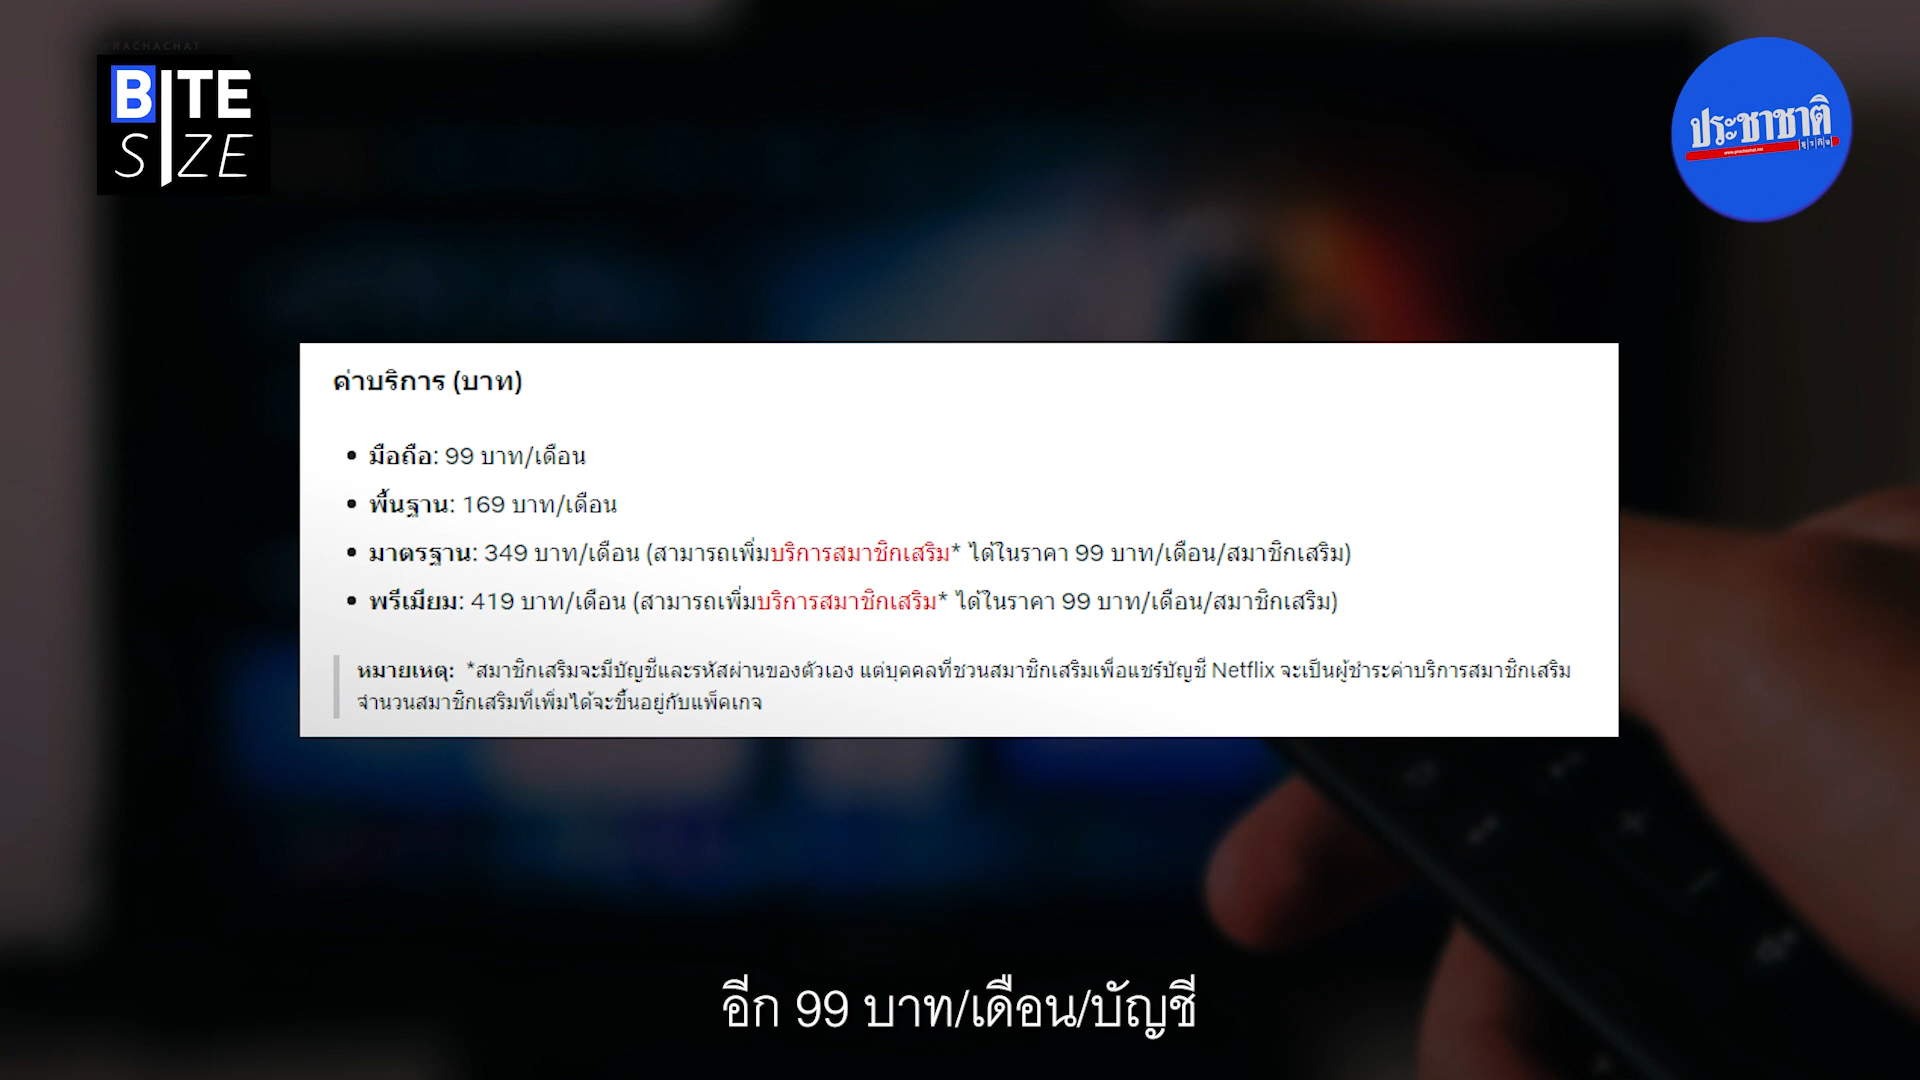 PRACHACHAT
BITE
SIZE
ประชาชาติ
www.prachachat.net
ธุรกิจ
ค่าบริการ (บาท)
• มือถือ: 99 บาท/เดือน
• พื้นฐาน: 169 บาท/เดือน
• มาตรฐาน: 349 บาท/เดือน (สามารถเพิ่มบริการสมาชิกเสริม* ได้ในราคา 99 บาท/เดือน/สมาชิกเสริม)
• พรีเมียม: 419 บาท/เดือน (สามารถเพิ่มบริการสมาชิกเสริม* ได้ในราคา 99 บาท/เดือน/สมาชิกเสริม)
หมายเหตุ: *สมาชิกเสริมจะมีบัญชีและรหัสผ่านของตัวเอง แต่บุคคลที่ชวนสมาชิกเสริมเพื่อแชร์บัญชี Netflix จะเป็นผู้ชำระค่าบริการสมาชิกเสริม
จำนวนสมาชิกเสริมที่เพิ่มได้จะขึ้นอยู่กับแพ็คเกจ
อีก 99 บาท/เดือน/บัญชี